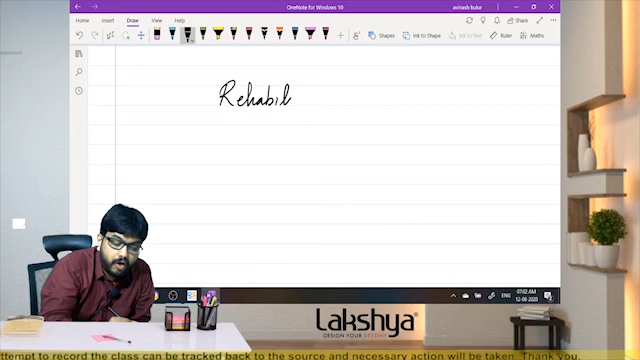 OneNote for Windows 10
avinash kulur
Home Insert Draw View Help
Share
Shapes Ink to Shape Ink to Text Ruler Maths
Rehabil
ENG
07:02 AM
12-08-2020
Lakshya®
DESIGN YOUR DESTINY
ttempt to record the class can be tracked back to the source and necessary action will be taken. Thank you.